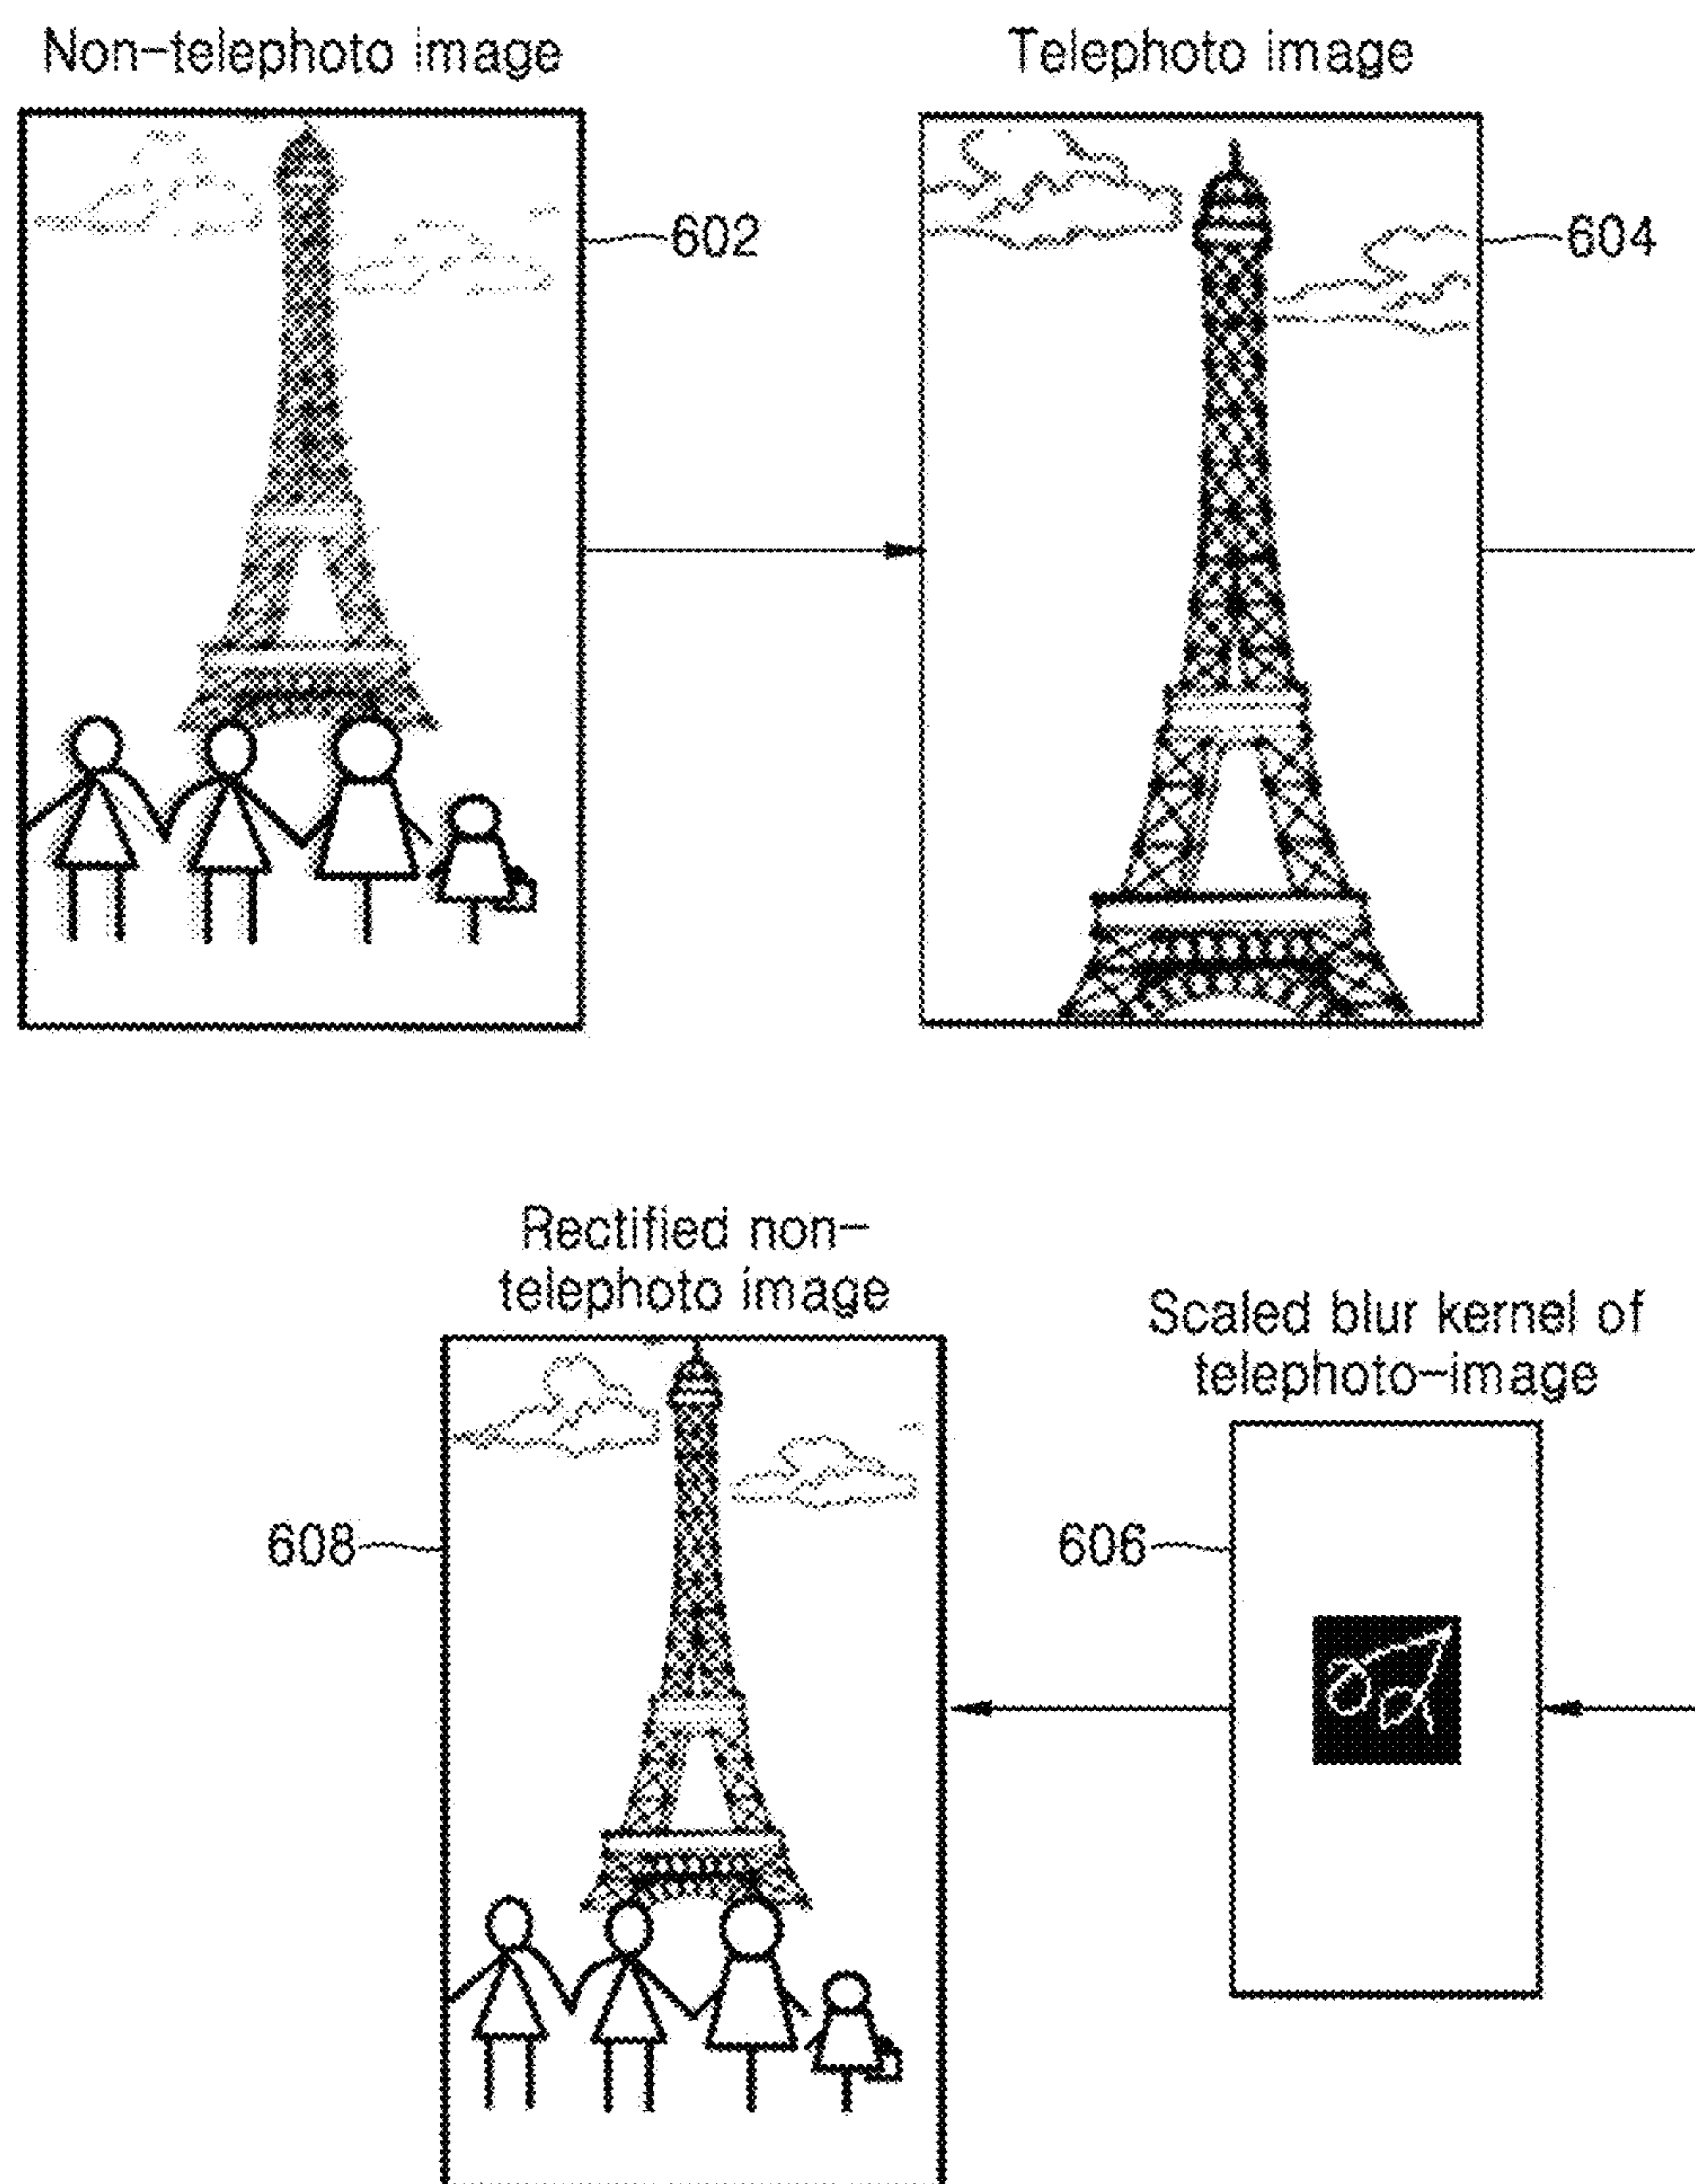 Non-telephoto image
Telephoto image
602
604
Rectified non-
telephoto image
Scaled blur kernel of
telephoto-image
608
606